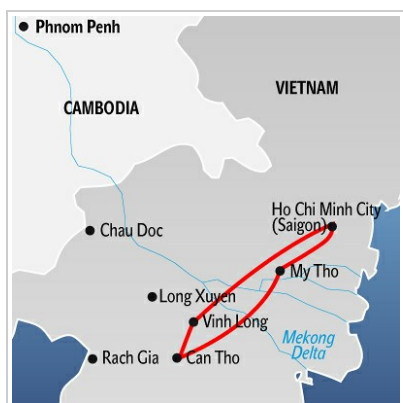 Phnom Penh
VIETNAM
CAMBODIA
Ho Chi Minh City
(Saigon)
Chau Doc
My Tho
Long Xuyen
Vinh Long
Mekong
Delta
Rach Gia
Can Tho